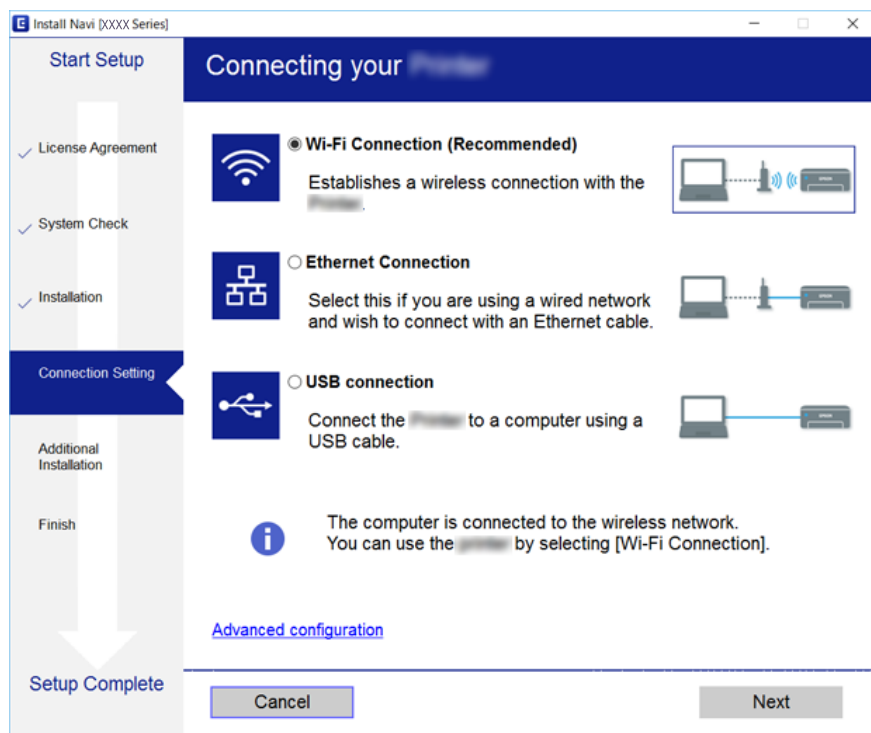 Install Navi [XXXX Series]
Start Setup
License Agreement
System Check
Installation
Connection Setting
Additional
Installation
Finish
Setup Complete
Connecting your
Wi-Fi Connection (Recommended)
Establishes a wireless connection with the
.
EPSON
Ethernet Connection
Select this if you are using a wired network
and wish to connect with an Ethernet cable.
EPSON
USB connection
Connect the to a computer using a
USB cable.
EPSON
The computer is connected to the wireless network.
You can use the by selecting [Wi-Fi Connection].
Advanced configuration
Cancel
Next